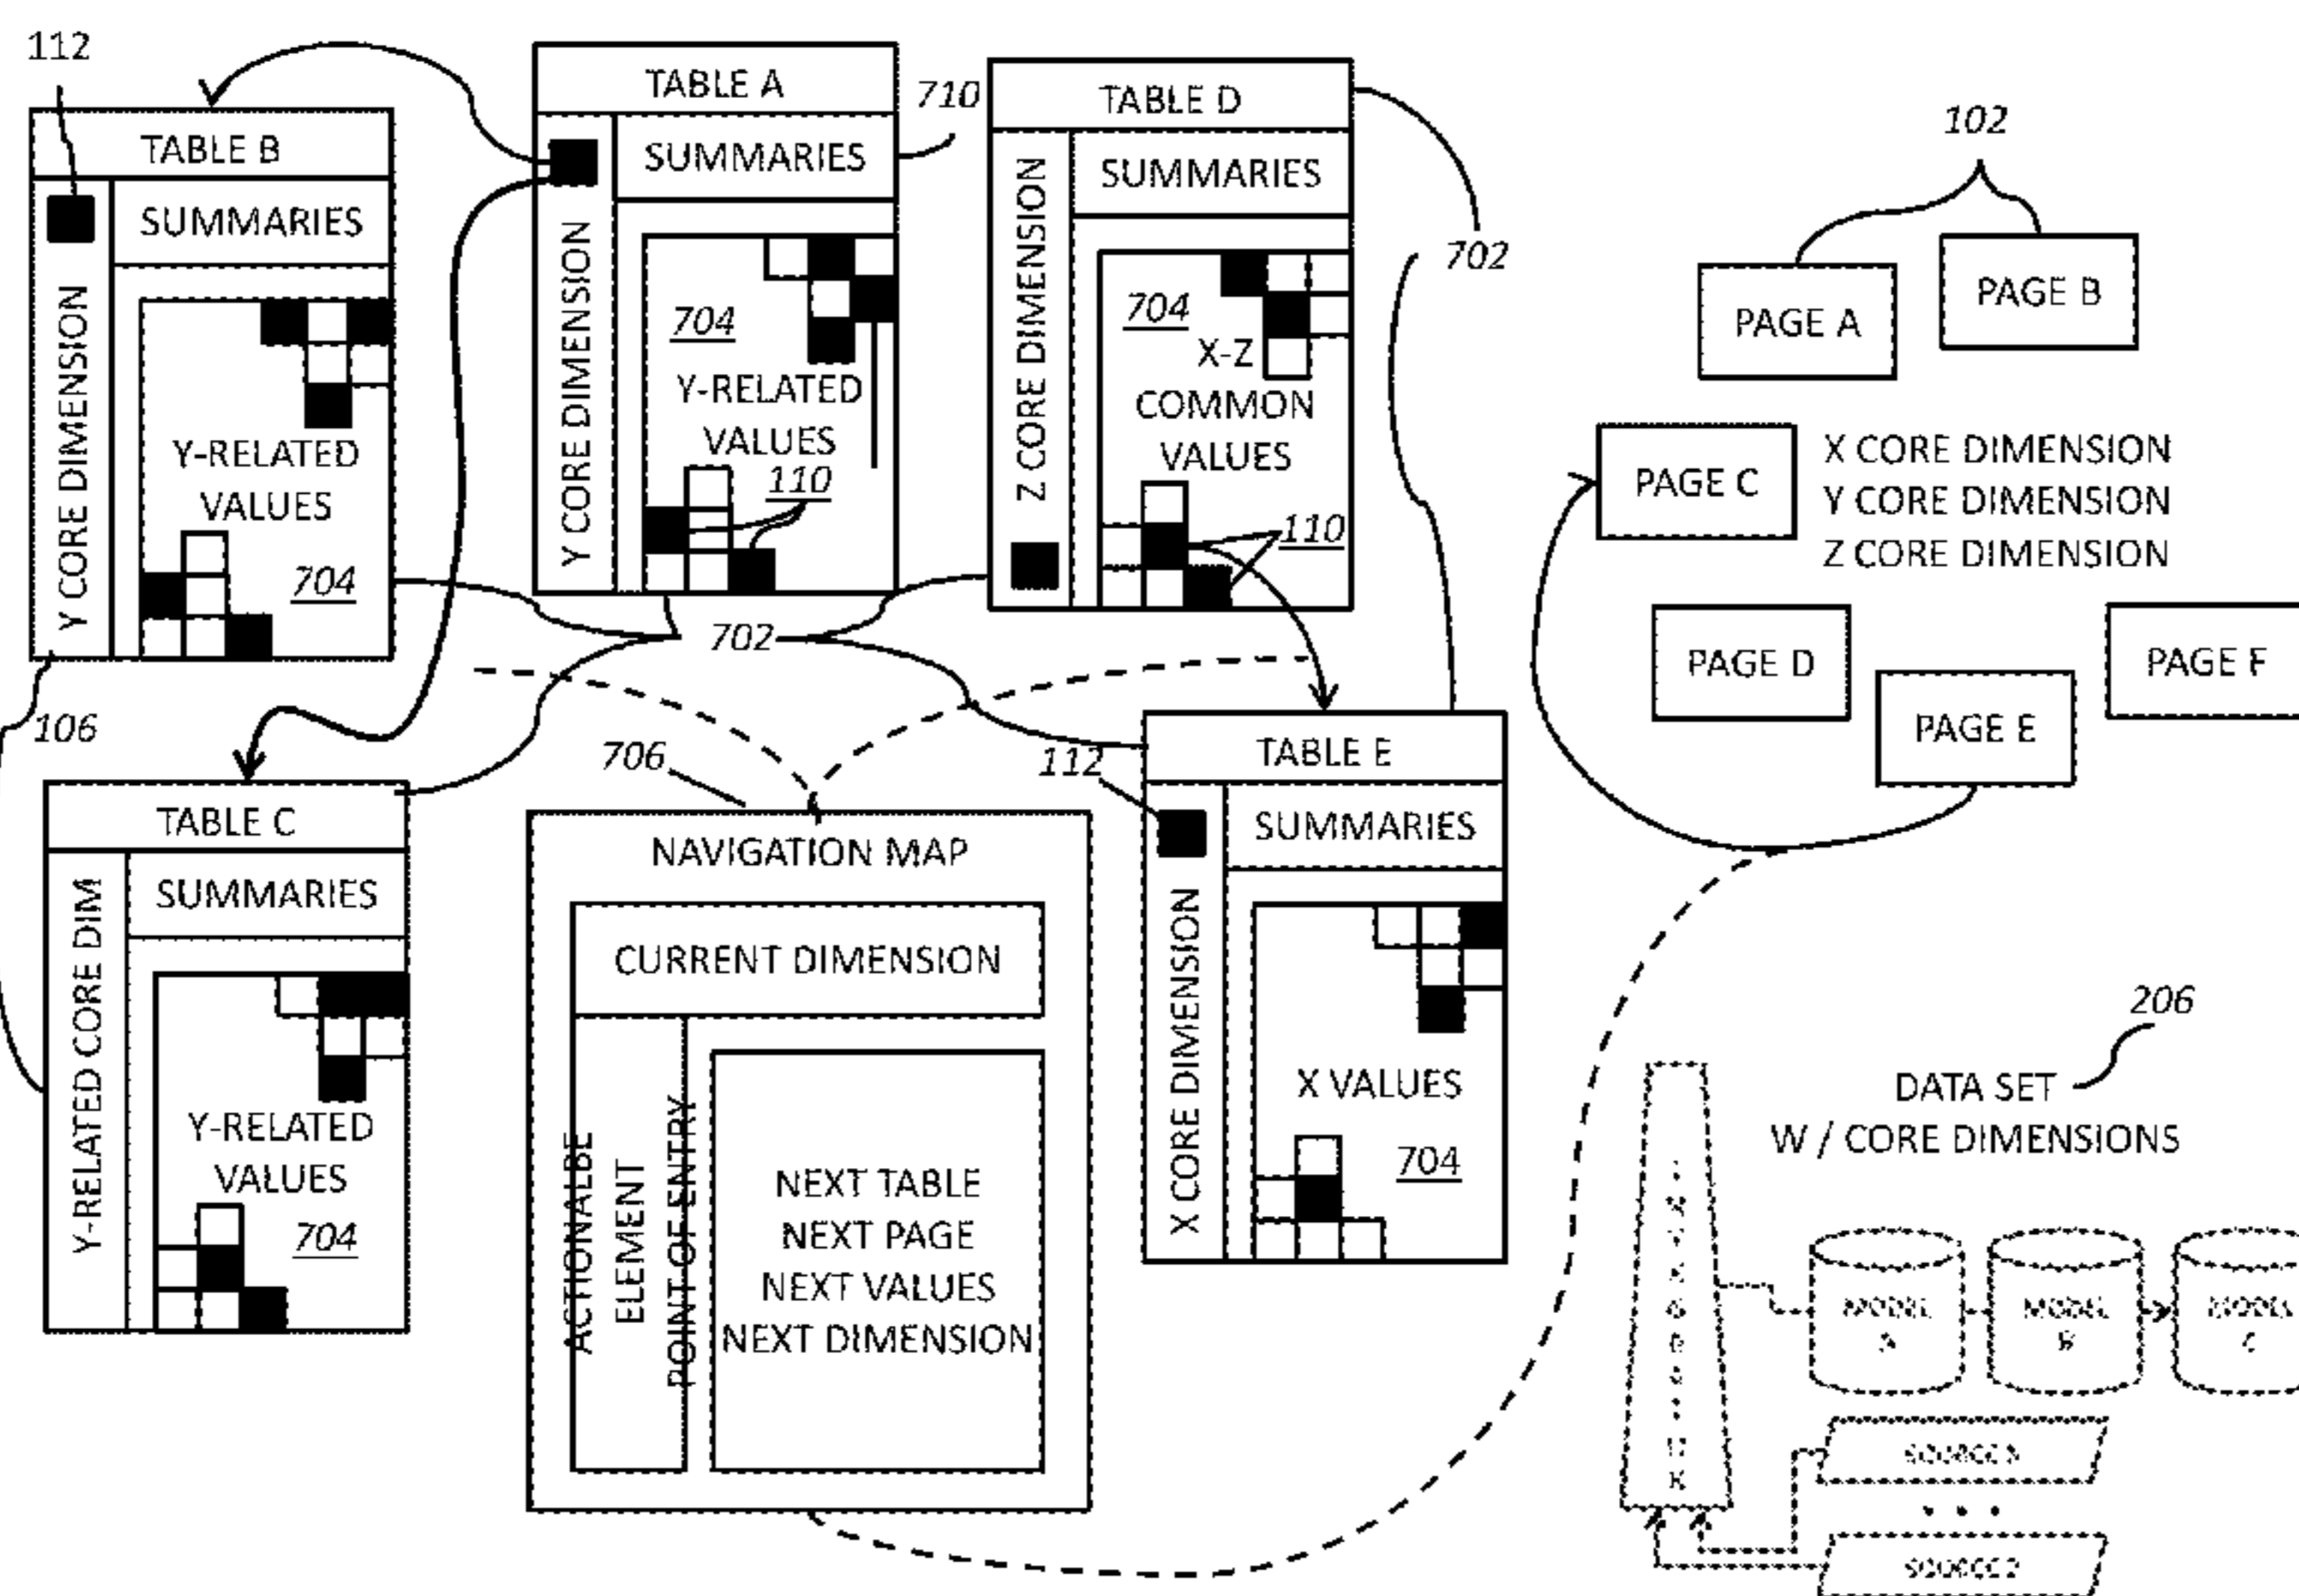 112
TABLE B
SUMMARIES
Y CORE DIMENSION
Y-RELATED
VALUES
704
106
TABLE A
710
SUMMARIES
Y CORE DIMENSION
704
Y-RELATED
VALUES
110
TABLE D
SUMMARIES
Z CORE DIMENSION
704
X-Z
COMMON
VALUES
110
702
702
102
PAGE A
PAGE B
PAGE C
X CORE DIMENSION
Y CORE DIMENSION
Z CORE DIMENSION
PAGE D
PAGE E
PAGE F
TABLE C
SUMMARIES
Y-RELATED CORE DIM
Y-RELATED
VALUES
704
706
NAVIGATION MAP
CURRENT DIMENSION
ACTIONALBE
ELEMENT
POINT OF ENTRY
NEXT TABLE
NEXT PAGE
NEXT VALUES
NEXT DIMENSION
112
TABLE E
SUMMARIES
X CORE DIMENSION
X VALUES
704
206
DATA SET
W / CORE DIMENSIONS
MODEL
A
MODEL
B
MODEL
C